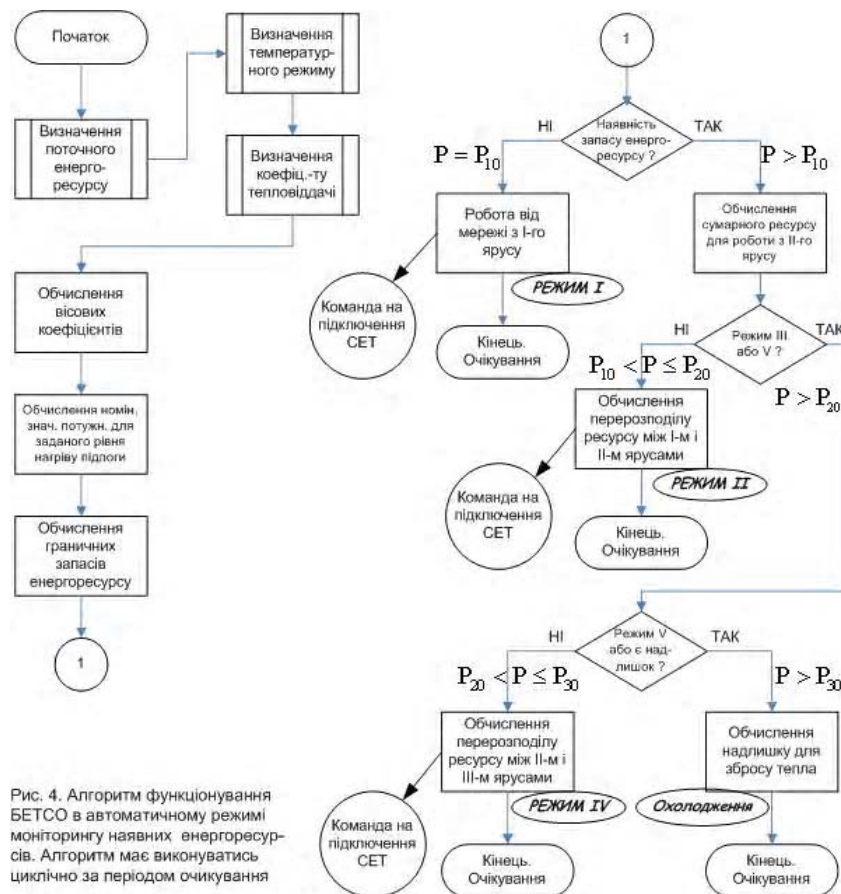 Початок
Визначення
поточного
енерго-
ресурсу
Визначення
температур-
ного режиму
Визначення
коефіц.-ту
тепловіддачі
Обчислення
вісових
коефіцієнтів
Обчислення номін,
знач. потужн. для
заданого рівня
нагріву підлоги
Обчислення
граничних
запасів
енергоресурсу
1
1
Наявність
запасу енерго-
ресурсу ?
НІ
ТАК
P = P10
P > P10
Робота від
мережі з І-го
ярусу
РЕЖИМ I
Команда на
підключення
СЕТ
Кінець.
Очікування
Обчислення
сумарного ресурсу
для роботи з ІІ-го
ярусу
Режим III
або V ?
НІ
ТАК
P10 < P ≤ P20
P > P20
Обчислення
перерозподілу
ресурсу між І-м і
ІІ-м ярусами
РЕЖИМ II
Команда на
підключення
СЕТ
Кінець.
Очікування
Режим V
або є над-
лишок ?
НІ
ТАК
P20 < P ≤ P30
P > P30
Обчислення
перерозподілу
ресурсу між ІІ-м і
ІІІ-м ярусами
РЕЖИМ IV
Команда на
підключення
СЕТ
Кінець.
Очікування
Обчислення
надлишку для
збросу тепла
Охолодження
Кінець.
Очікування
Рис. 4. Алгоритм функціонування
БЕТСО в автоматичному режимі
моніторингу наявних енергоресур-
сів. Алгоритм має виконуватись
циклічно за періодом очикування